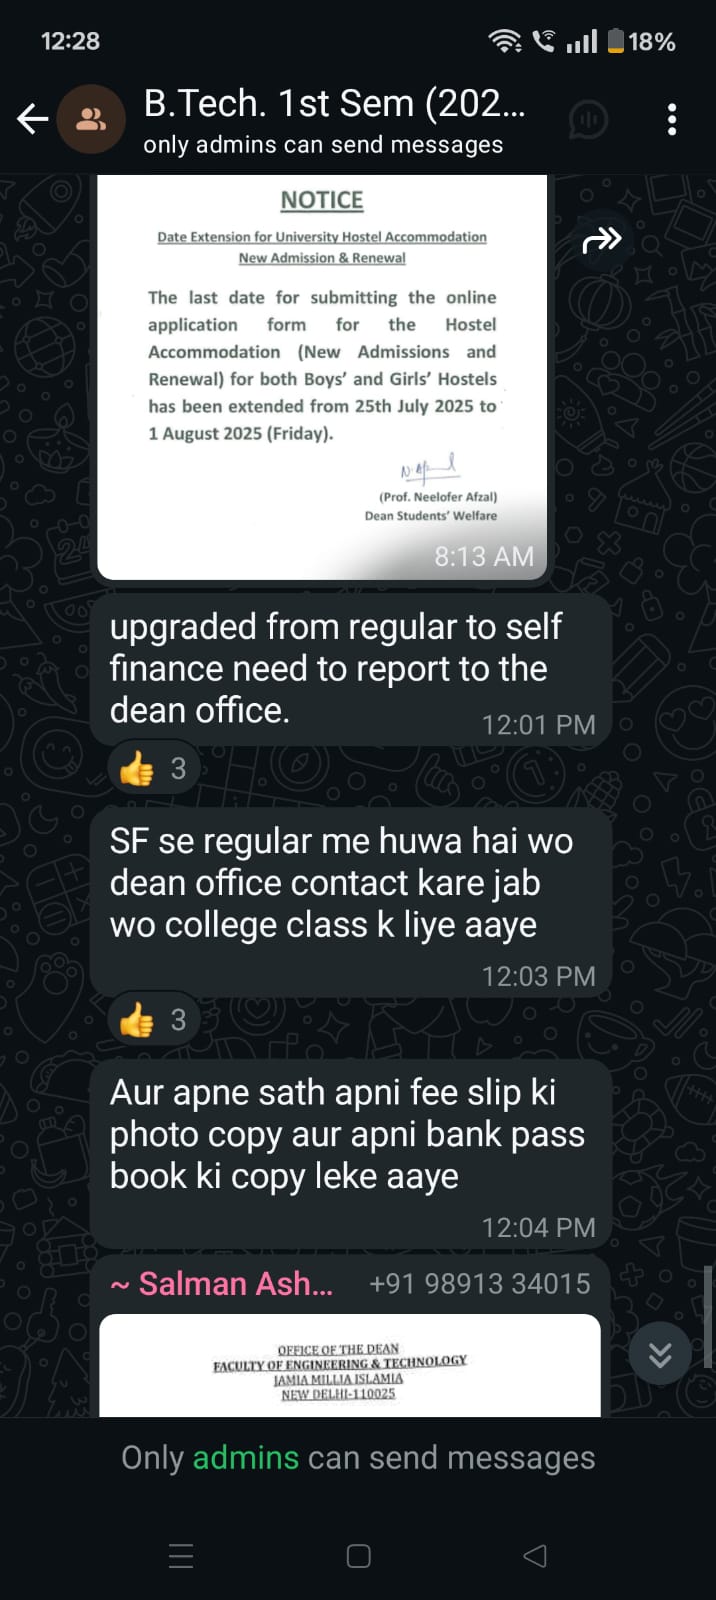 12:28
18%
B.Tech. 1st Sem (202...
only admins can send messages
NOTICE
Date Extension for University Hostel Accommodation
New Admission & Renewal
The last date for submitting the online
application form for the Hostel
Accommodation (New Admissions and
Renewal) for both Boys' and Girls' Hostels
has been extended from 25th July 2025 to
1 August 2025 (Friday).
(Prof. Neelofer Afzal)
Dean Students' Welfare
8:13 AM
upgraded from regular to self
finance need to report to the
dean office.
12:01 PM
3
SF se regular me huwa hai wo
dean office contact kare jab
wo college class k liye aaye
12:03 PM
3
Aur apne sath apni fee slip ki
photo copy aur apni bank pass
book ki copy leke aaye
12:04 PM
~ Salman Ash... +91 98913 34015
OFFICE OF THE DEAN
FACULTY OF ENGINEERING & TECHNOLOGY
JAMIA MILLIA ISLAMIA
NEW DELHI-110025
Only admins can send messages